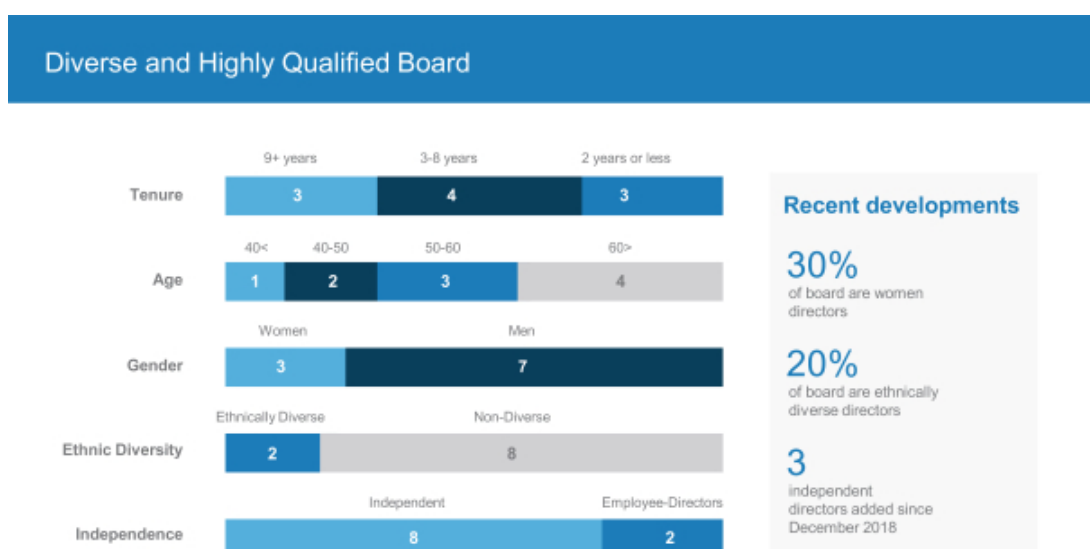 Diverse and Highly Qualified Board
9+ years 3-8 years 2 years or less
Tenure 3 4 3
40< 40-50 50-60 60>
Age 1 2 3 4
Women Men
Gender 3 7
Ethnically Diverse Non-Diverse
Ethnic Diversity 2 8
Independent Employee-Directors
Independence 8 2
Recent developments
30%
of board are women
directors
20%
of board are ethnically
diverse directors
3
independent
directors added since
December 2018